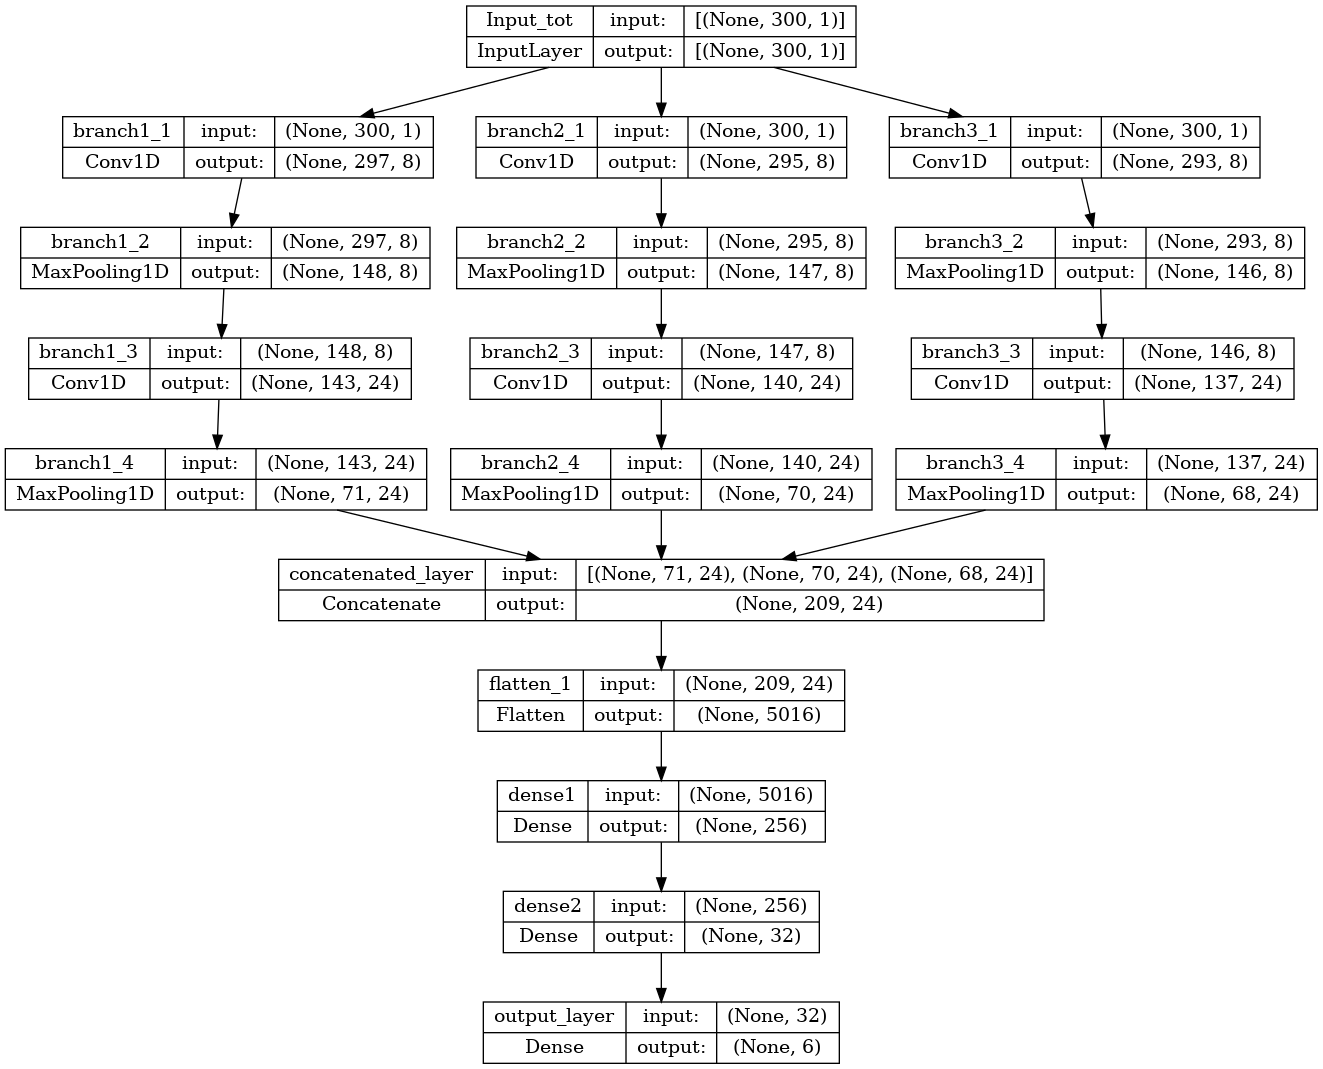 Input_tot input: [(None, 300, 1)]
InputLayer output: [(None, 300, 1)]
branch1_1 input: (None, 300, 1)
Conv1D output: (None, 297, 8)
branch2_1 input: (None, 300, 1)
Conv1D output: (None, 295, 8)
branch3_1 input: (None, 300, 1)
Conv1D output: (None, 293, 8)
branch1_2 input: (None, 297, 8)
MaxPooling1D output: (None, 148, 8)
branch2_2 input: (None, 295, 8)
MaxPooling1D output: (None, 147, 8)
branch3_2 input: (None, 293, 8)
MaxPooling1D output: (None, 146, 8)
branch1_3 input: (None, 148, 8)
Conv1D output: (None, 143, 24)
branch2_3 input: (None, 147, 8)
Conv1D output: (None, 140, 24)
branch3_3 input: (None, 146, 8)
Conv1D output: (None, 137, 24)
branch1_4 input: (None, 143, 24)
MaxPooling1D output: (None, 71, 24)
branch2_4 input: (None, 140, 24)
MaxPooling1D output: (None, 70, 24)
branch3_4 input: (None, 137, 24)
MaxPooling1D output: (None, 68, 24)
concatenated_layer input: [(None, 71, 24), (None, 70, 24), (None, 68, 24)]
Concatenate output: (None, 209, 24)
flatten_1 input: (None, 209, 24)
Flatten output: (None, 5016)
dense1 input: (None, 5016)
Dense output: (None, 256)
dense2 input: (None, 256)
Dense output: (None, 32)
output_layer input: (None, 32)
Dense output: (None, 6)